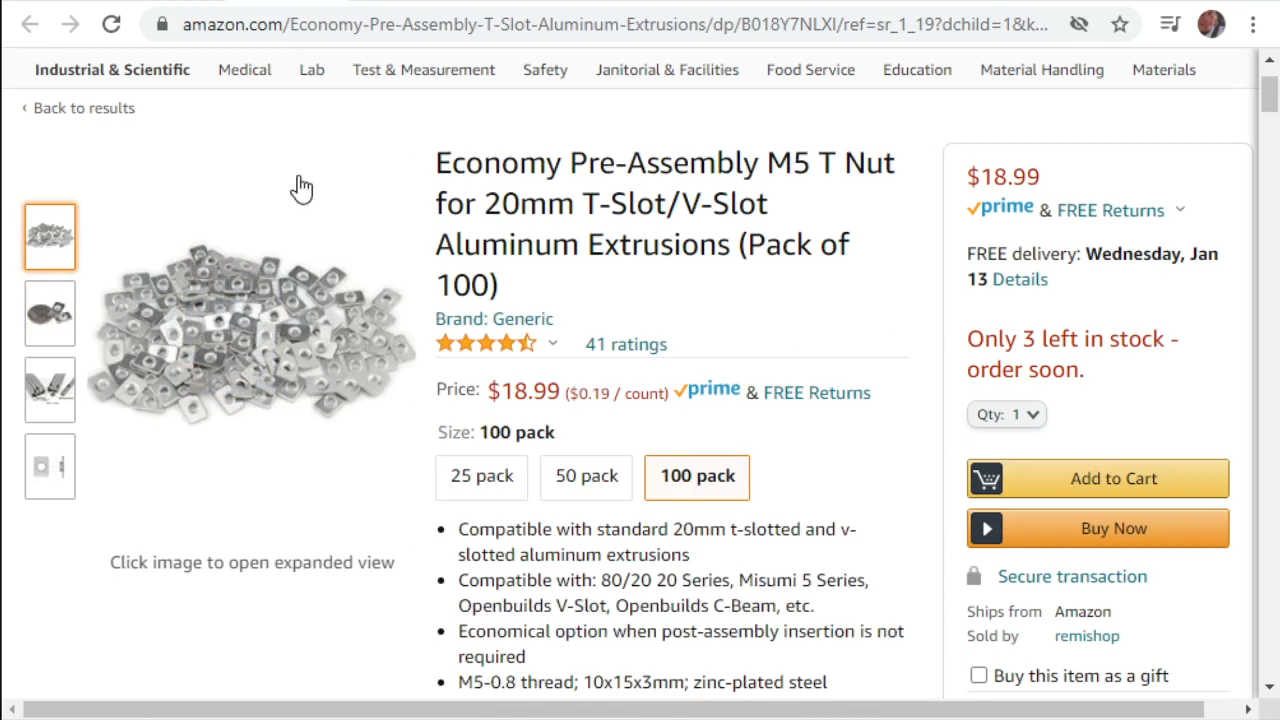 amazon.com/Economy-Pre-Assembly-T-Slot-Aluminum-Extrusions/dp/B018Y7NLXI/ref=sr_1_19?dchild=1&k...
Industrial & Scientific Medical Lab Test & Measurement Safety Janitorial & Facilities Food Service Education Material Handling Materials
‹ Back to results
Economy Pre-Assembly M5 T Nut
for 20mm T-Slot/V-Slot
Aluminum Extrusions (Pack of
100)
Brand: Generic
41 ratings
Price: $18.99 ($0.19 / count) prime & FREE Returns
Size: 100 pack
25 pack 50 pack 100 pack
• Compatible with standard 20mm t-slotted and v-
slotted aluminum extrusions
• Compatible with: 80/20 20 Series, Misumi 5 Series,
Openbuilds V-Slot, Openbuilds C-Beam, etc.
• Economical option when post-assembly insertion is not
required
• M5-0.8 thread; 10x15x3mm; zinc-plated steel
Click image to open expanded view
$18.99
prime & FREE Returns
FREE delivery: Wednesday, Jan
13 Details
Only 3 left in stock -
order soon.
Qty: 1
Add to Cart
Buy Now
Secure transaction
Ships from Amazon
Sold by remishop
Buy this item as a gift